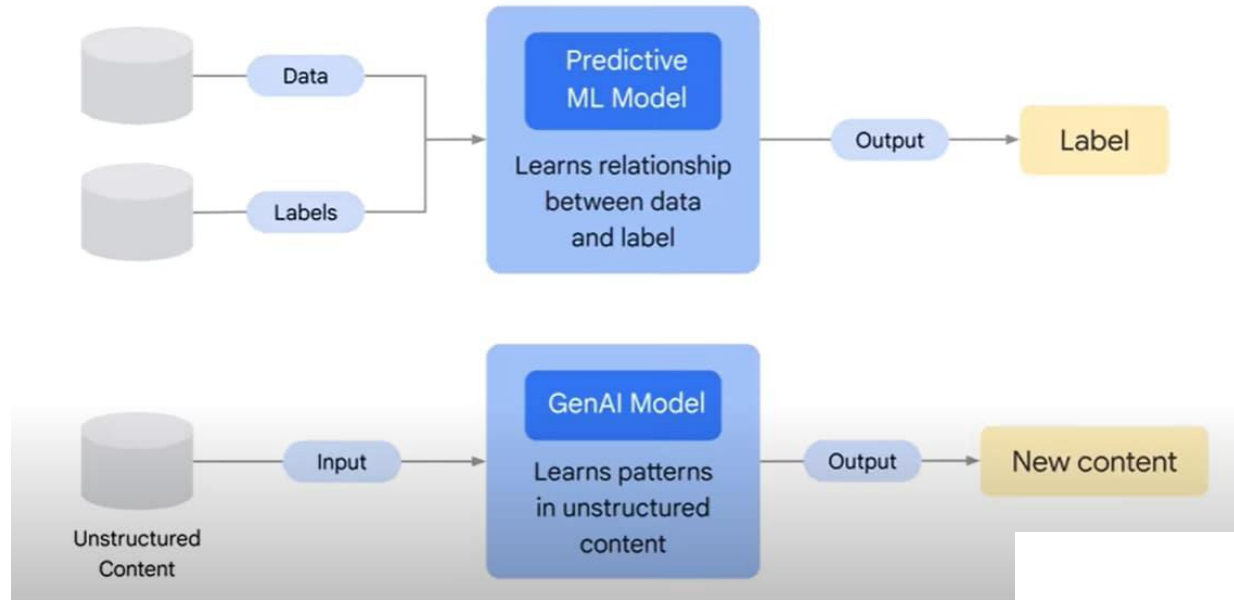 Data
Labels
Predictive
ML Model
Learns relationship
between data
and label
Output
Label
Unstructured
Content
Input
GenAI Model
Learns patterns
in unstructured
content
Output
New content